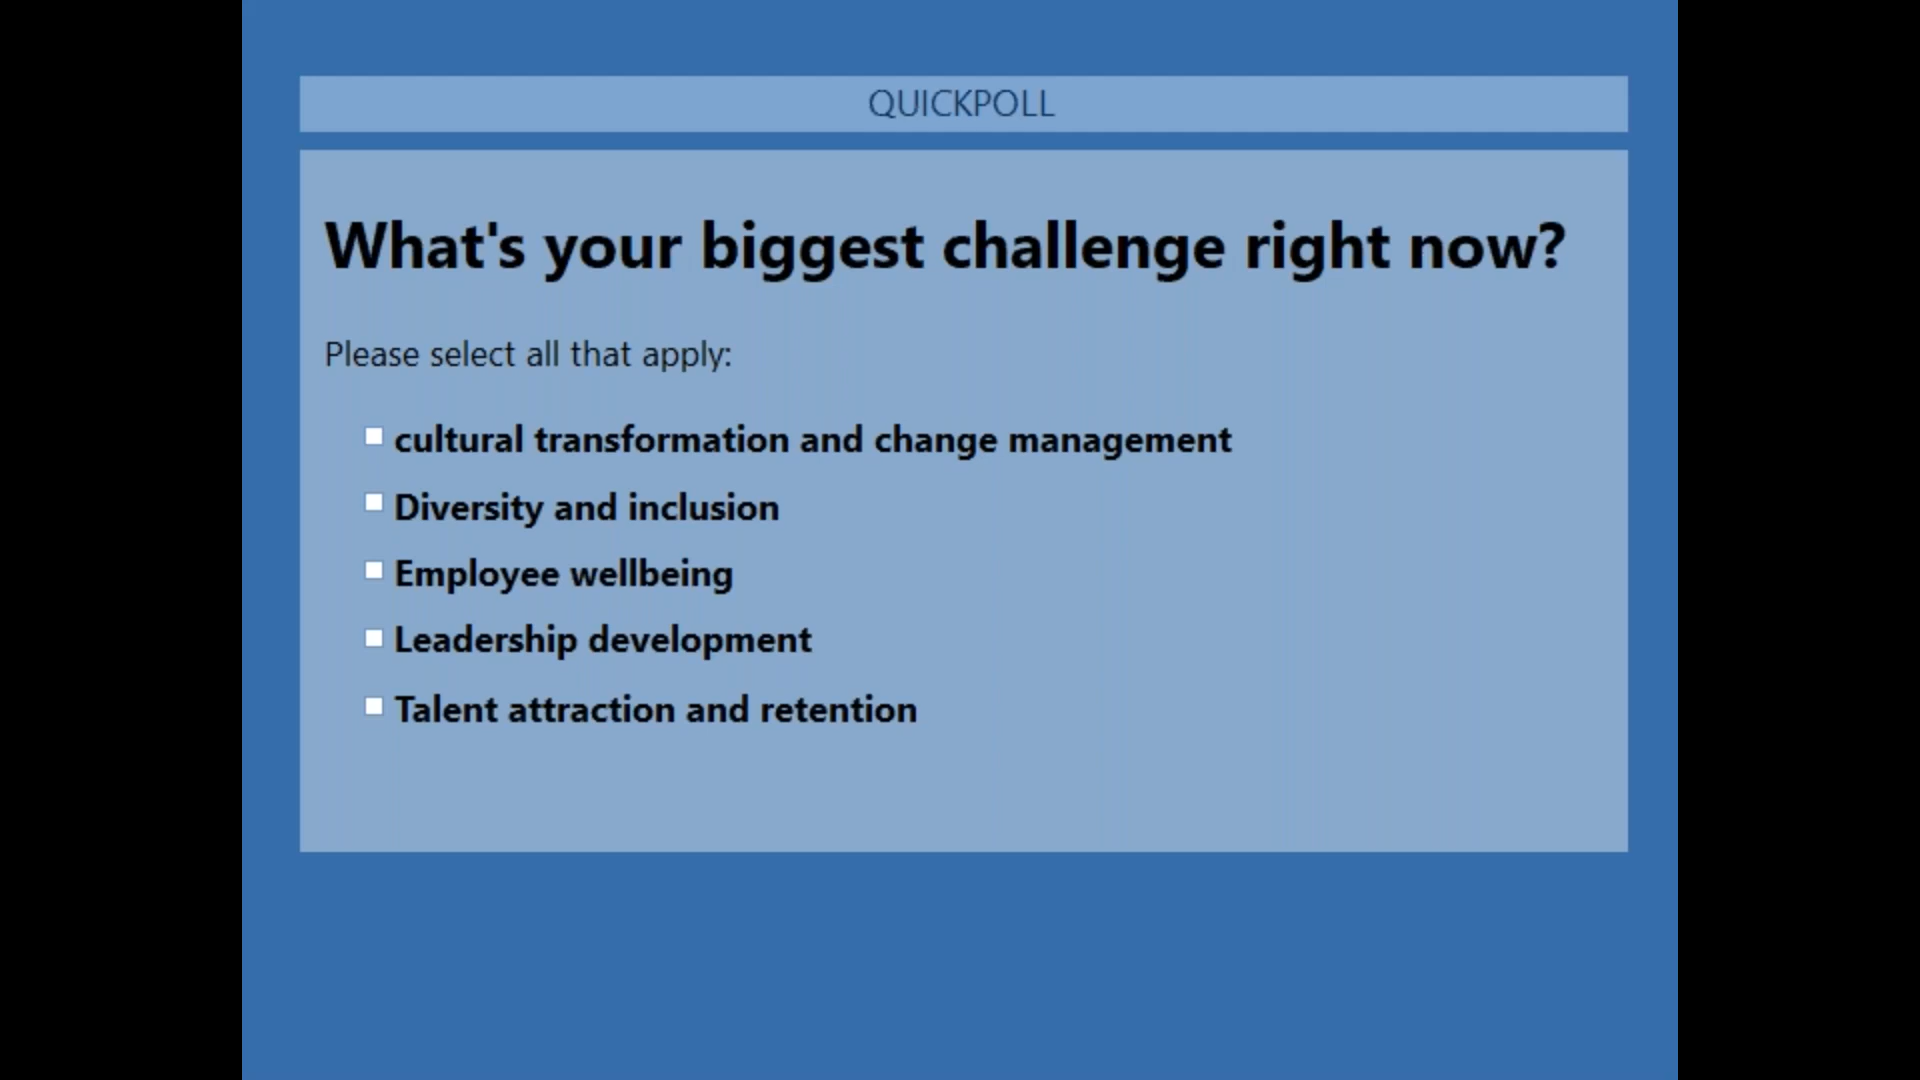 QUICKPOLL
What's your biggest challenge right now?
Please select all that apply:
cultural transformation and change management
Diversity and inclusion
Employee wellbeing
Leadership development
Talent attraction and retention